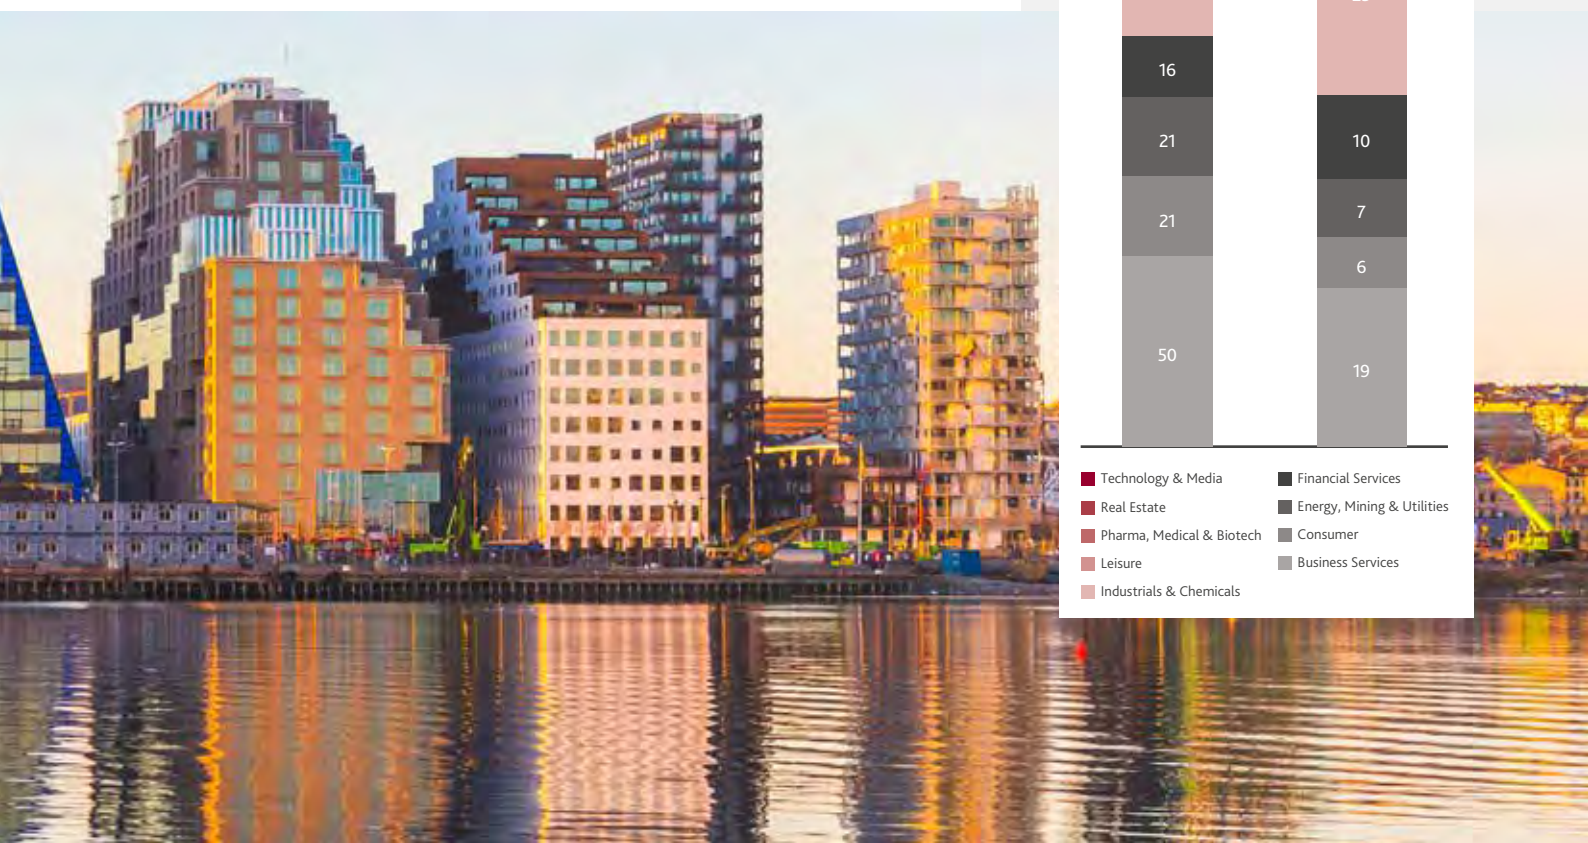 16
21
21
50
10
7
6
19
Technology & Media
Real Estate
Pharma, Medical & Biotech
Leisure
Industrials & Chemicals
Financial Services
Energy, Mining & Utilities
Consumer
Business Services